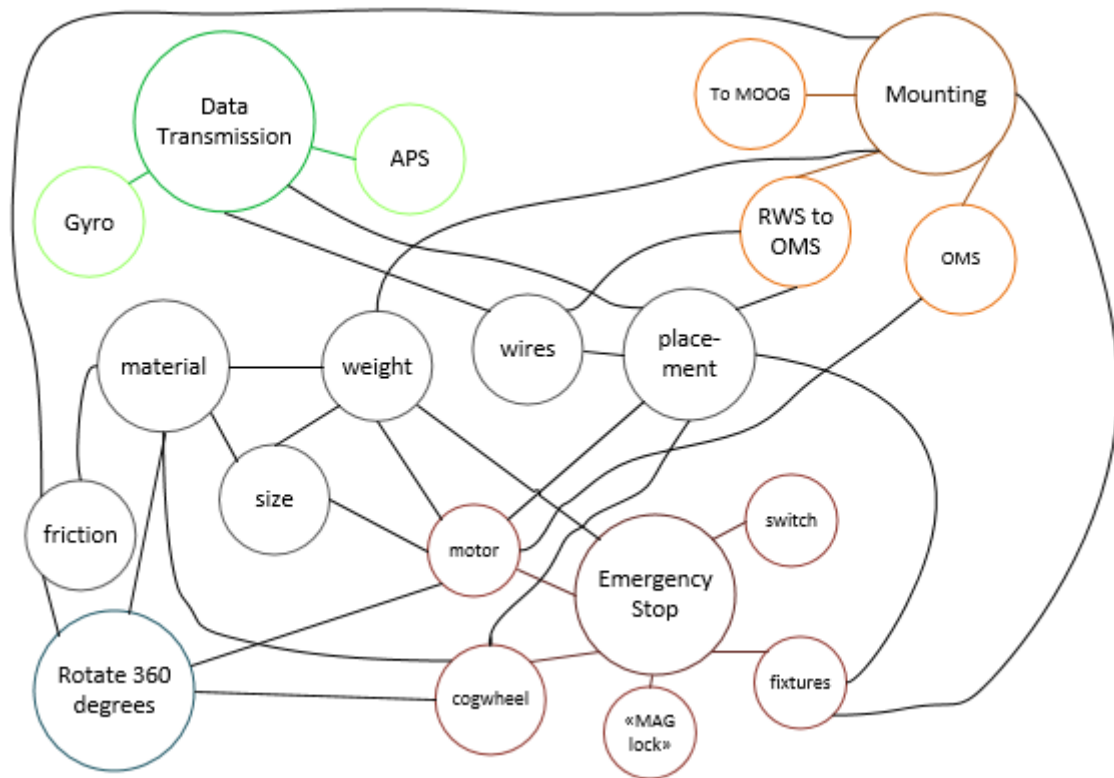 Data
Transmission
To MOOG
Mounting
APS
Gyro
RWS to
OMS
OMS
material
weight
wires
place-
ment
friction
size
motor
switch
Emergency
Stop
Rotate 360
degrees
cogwheel
fixtures
«MAG
lock»